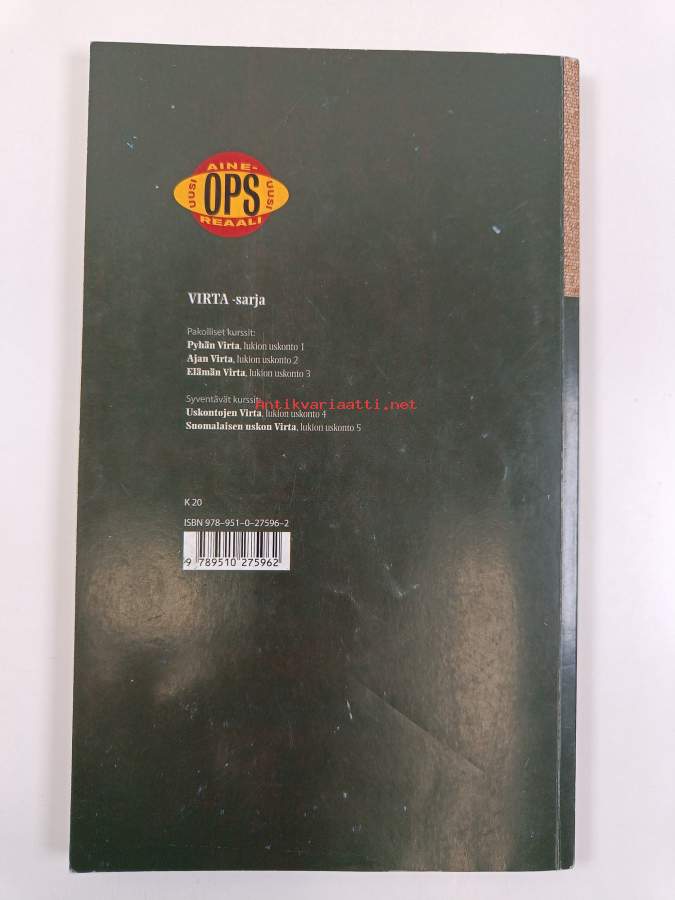 AINE-
UUSI OPS UUSI
REAALI
VIRTA -sarja
Pakolliset kurssit:
Pyhän Virta, lukion uskonto 1
Ajan Virta, lukion uskonto 2
Elämän Virta, lukion uskonto 3
Syventävät kurssit:
Antikvariaatti.net
Uskontojen Virta, lukion uskonto 4
Suomalaisen uskon Virta, lukion uskonto 5
K 20
ISBN 978-951-0-27596-2
9 789510 275962